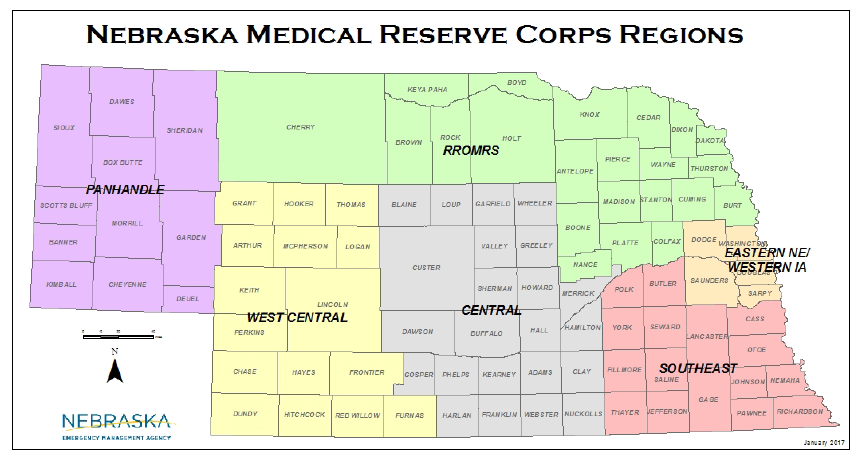 NEBRASKA MEDICAL RESERVE CORPS REGIONS
BOYD
KEYA PAHA
DAWES
SIOUX
SHERIDAN
CHERRY
BROWN
ROCK
HOLT
KNOX
CEDAR
DIXON
DAKOTA
RROMRS
BOX BUTTE
ANTELOPE
PIERCE
WAYNE
THURSTON
PANHANDLE
SCOTTS BLUFF
GRANT
HOOKER
THOMAS
BLAINE
LOUP
GARFIELD
WHEELER
MADISON
STANTON
CUMING
BURT
MORRILL
BOONE
BANNER
GARDEN
ARTHUR
MCPHERSON
LOGAN
VALLEY
GREELEY
PLATTE
COLFAX
DODGE
WASHINGTON
EASTERN NE/
WESTERN IA
DOUGLAS
CUSTER
NANCE
KIMBALL
CHEYENNE
DEUEL
KEITH
LINCOLN
SHERMAN
HOWARD
MERRICK
POLK
BUTLER
SAUNDERS
SARPY
WEST CENTRAL
CENTRAL
PERKINS
DAWSON
BUFFALO
HALL
HAMILTON
YORK
SEWARD
LANCASTER
CASS
OTOE
N
CHASE
HAYES
FRONTIER
GOSPER
PHELPS
KEARNEY
ADAMS
CLAY
FILLMORE
SALINE
SOUTHEAST
JOHNSON
NEMAHA
GAGE
DUNDY
HITCHCOCK
RED WILLOW
FURNAS
HARLAN
FRANKLIN
WEBSTER
NUCKOLLS
THAYER
JEFFERSON
PAWNEE
RICHARDSON
NEBRASKA
EMERGENCY MANAGEMENT AGENCY
January 2017